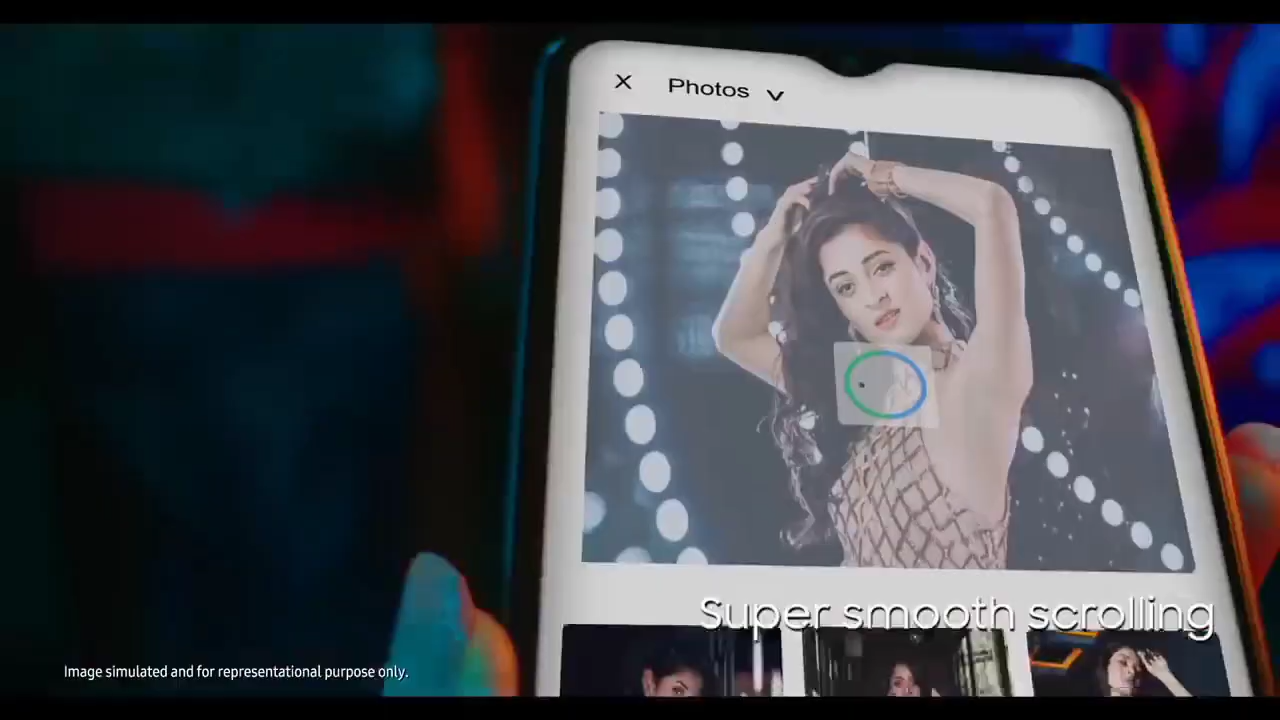 X Photos
Super smooth scrolling
Image simulated and for representational purpose only.